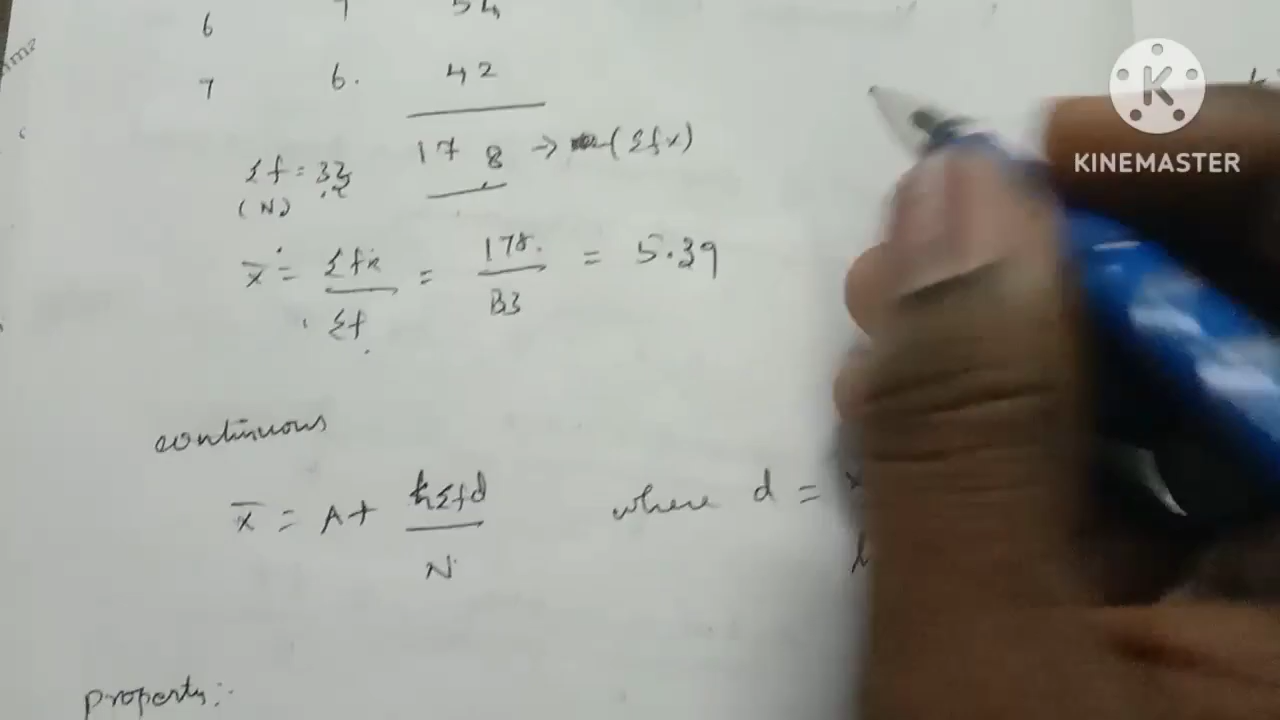 6 54
7 6. 42
Σf = 33 178 → (Σfx)
(N)
x̄ = Σfx / Σf = 178. / 33 = 5.39
continuous
x̄ = A + hΣfd / N where d =
property:-
KINEMASTER